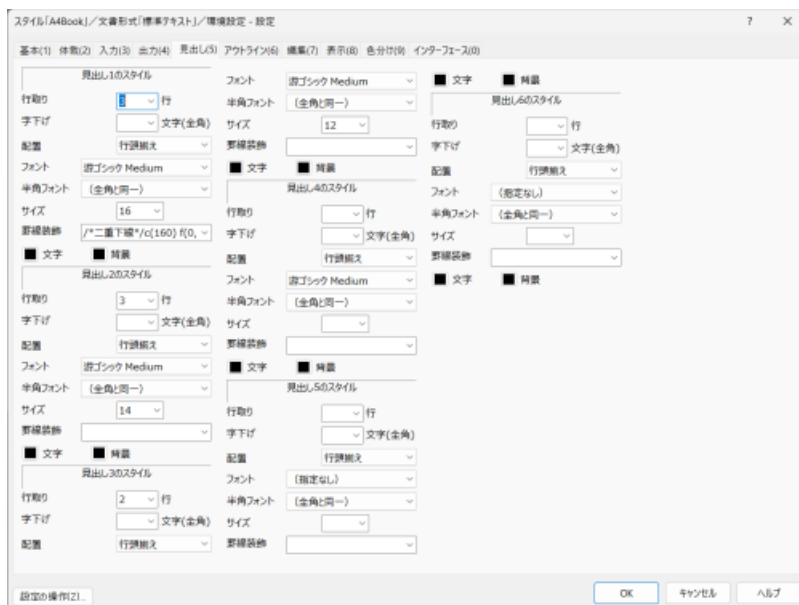 スタイル「A4Book」／文書形式「標準テキスト」／環境設定 - 設定
基本(1) 体裁(2) 入力(3) 出力(4) 見出し(5) アウトライン(6) 編集(7) 表示(8) 色分け(9) インターフェース(0)
見出し1のスタイル
行取り 3 行
字下げ 文字(全角)
配置 行頭揃え
フォント 游ゴシック Medium
半角フォント (全角と同一)
サイズ 16
罫線装飾 /*二重下線*/c(160) f(0,
文字 背景
見出し2のスタイル
行取り 3 行
字下げ 文字(全角)
配置 行頭揃え
フォント 游ゴシック Medium
半角フォント (全角と同一)
サイズ 14
罫線装飾
文字 背景
見出し3のスタイル
行取り 2 行
字下げ 文字(全角)
配置 行頭揃え
フォント 游ゴシック Medium
半角フォント (全角と同一)
サイズ 12
罫線装飾
文字 背景
見出し4のスタイル
行取り 行
字下げ 文字(全角)
配置 行頭揃え
フォント 游ゴシック Medium
半角フォント (全角と同一)
サイズ
罫線装飾
文字 背景
見出し5のスタイル
行取り 行
字下げ 文字(全角)
配置 行頭揃え
フォント (指定なし)
半角フォント (全角と同一)
サイズ
罫線装飾
文字 背景
見出し6のスタイル
行取り 行
字下げ 文字(全角)
配置 行頭揃え
フォント (指定なし)
半角フォント (全角と同一)
サイズ
罫線装飾
文字 背景
設定の操作(Z)...
OK キャンセル ヘルプ